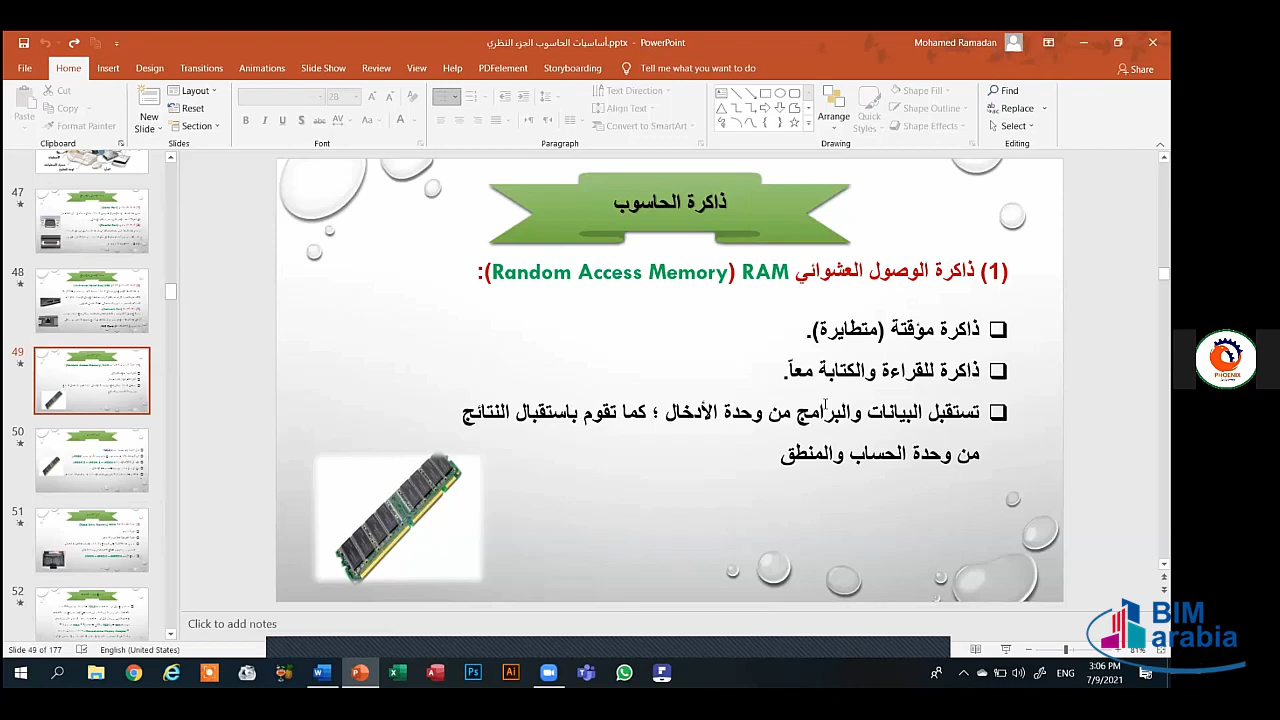 أساسيات الحاسوب الجزء النظري.pptx - PowerPoint
Mohamed Ramadan
File Home Insert Design Transitions Animations Slide Show Review View Help PDFelement Storyboarding Tell me what you want to do
Share
Paste
Cut
Copy
Format Painter
Clipboard
New Slide
Layout
Reset
Section
Slides
28
Font
Text Direction
Align Text
Convert to SmartArt
Paragraph
Arrange
Quick Styles
Shape Fill
Shape Outline
Shape Effects
Drawing
Find
Replace
Select
Editing
47
48
49
50
51
52
ذاكرة الحاسوب
(1) ذاكرة الوصول العشوائي RAM (Random Access Memory):
ذاكرة مؤقتة (متطايرة).
ذاكرة للقراءة والكتابة معاً.
تستقبل البيانات والبرامج من وحدة الأدخال ؛ كما تقوم باستقبال النتائج
من وحدة الحساب والمنطق
PHOENIX
Click to add notes
BIM
arabia
Slide 49 of 177
English (United States)
81%
ENG
3:06 PM
7/9/2021